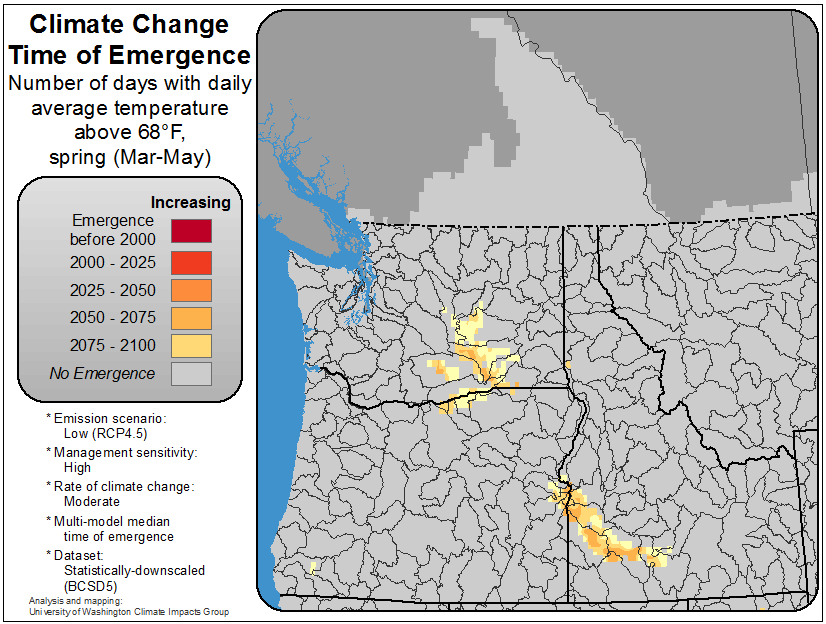 Climate Change
Time of Emergence
Number of days with daily
average temperature
above 68°F,
spring (Mar-May)
Increasing
Emergence
before 2000
2000 - 2025
2025 - 2050
2050 - 2075
2075 - 2100
No Emergence
* Emission scenario:
Low (RCP4.5)
* Management sensitivity:
High
* Rate of climate change:
Moderate
* Multi-model median
time of emergence
* Dataset:
Statistically-downscaled
(BCSD5)
Analysis and mapping:
University of Washington Climate Impacts Group